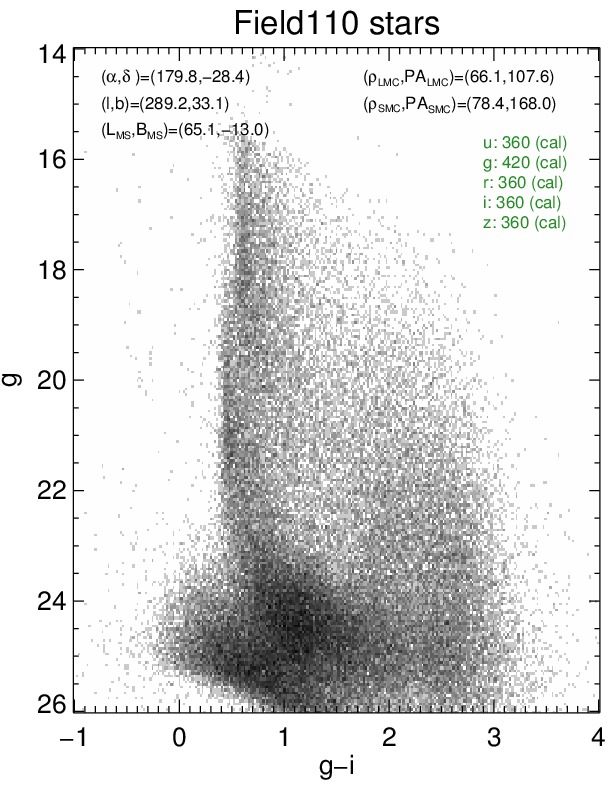 Field110 stars
(α,δ)=(179.8,−28.4) (ρLMC,PALMC)=(66.1,107.6)
(l,b)=(289.2,33.1) (ρSMC,PASMC)=(78.4,168.0)
(LMS,BMS)=(65.1,−13.0)
u: 360 (cal)
g: 420 (cal)
r: 360 (cal)
i: 360 (cal)
z: 360 (cal)
14
16
18
20
22
24
26
g
−1 0 1 2 3 4
g−i